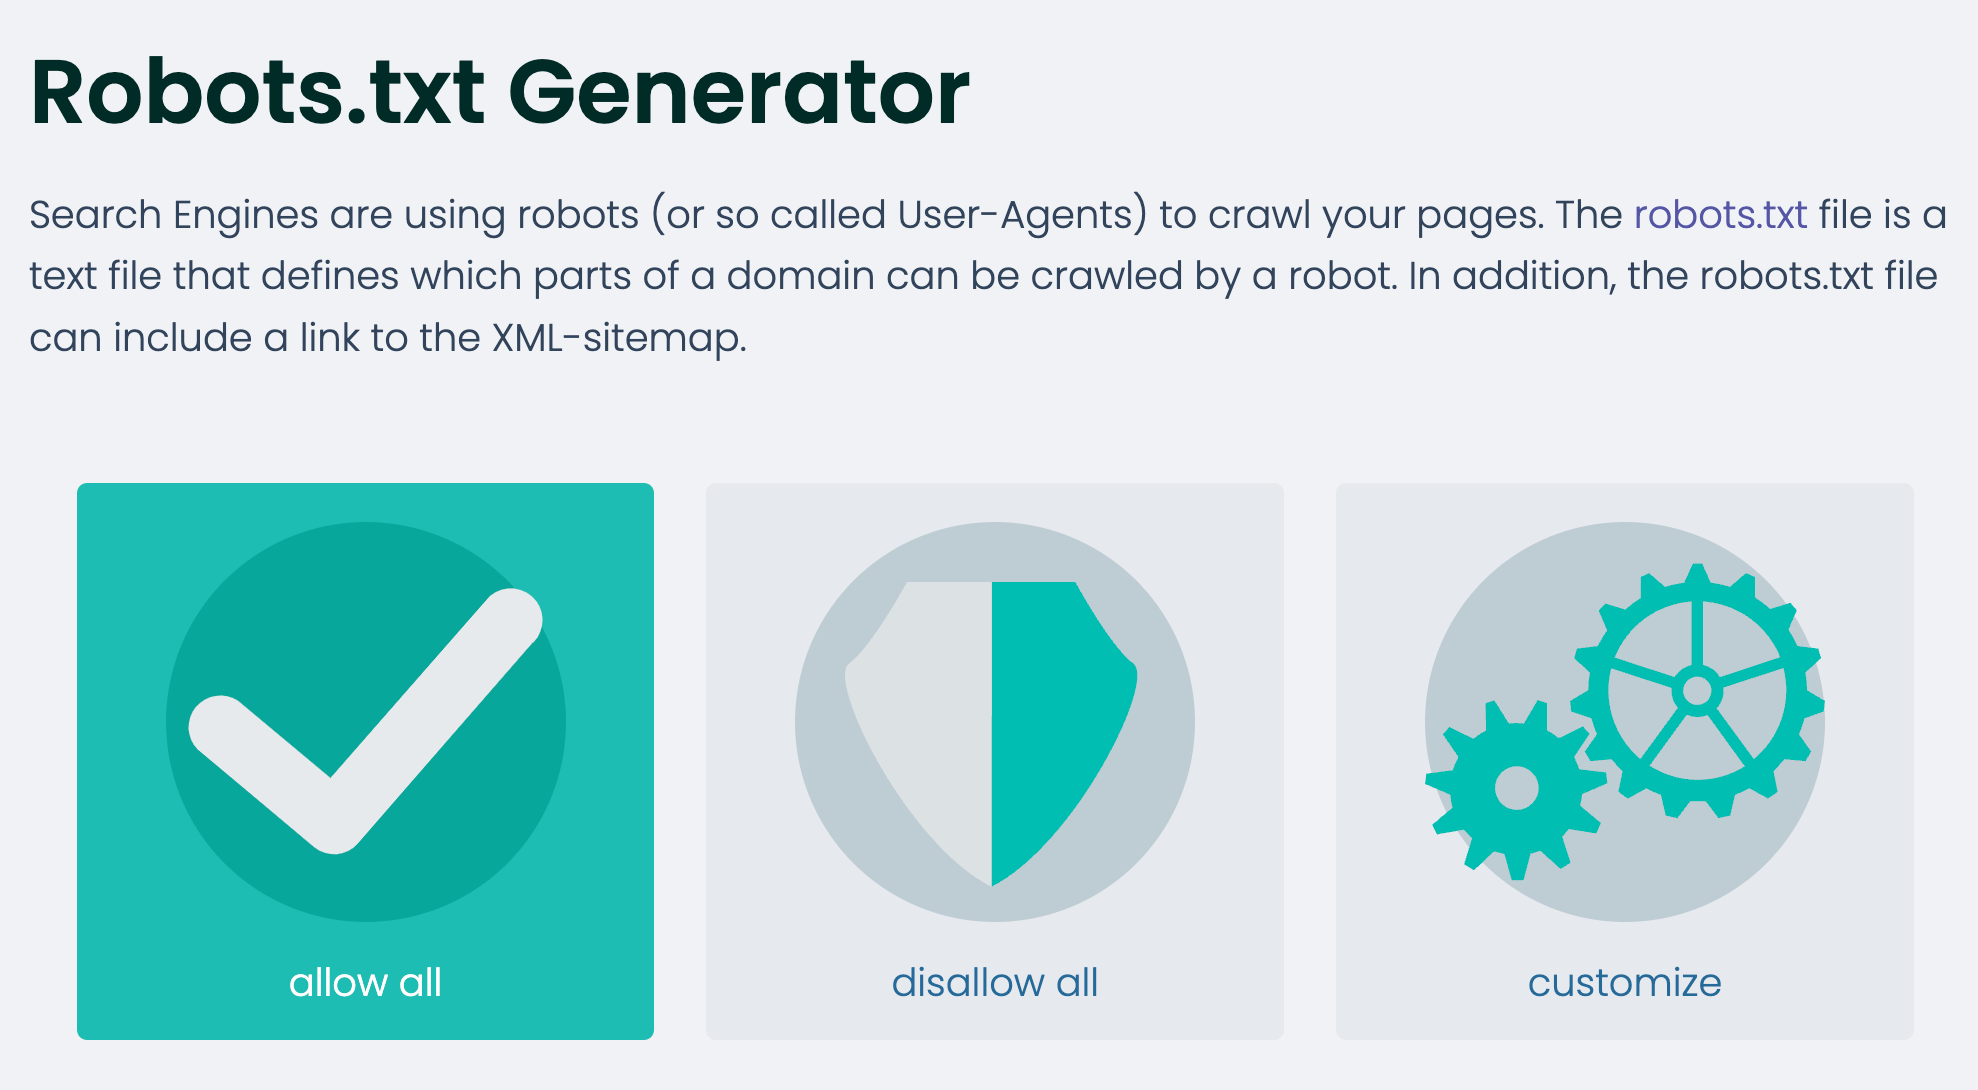 Robots.txt Generator
Search Engines are using robots (or so called User-Agents) to crawl your pages. The robots.txt file is a
text file that defines which parts of a domain can be crawled by a robot. In addition, the robots.txt file
can include a link to the XML-sitemap.
allow all
disallow all
customize